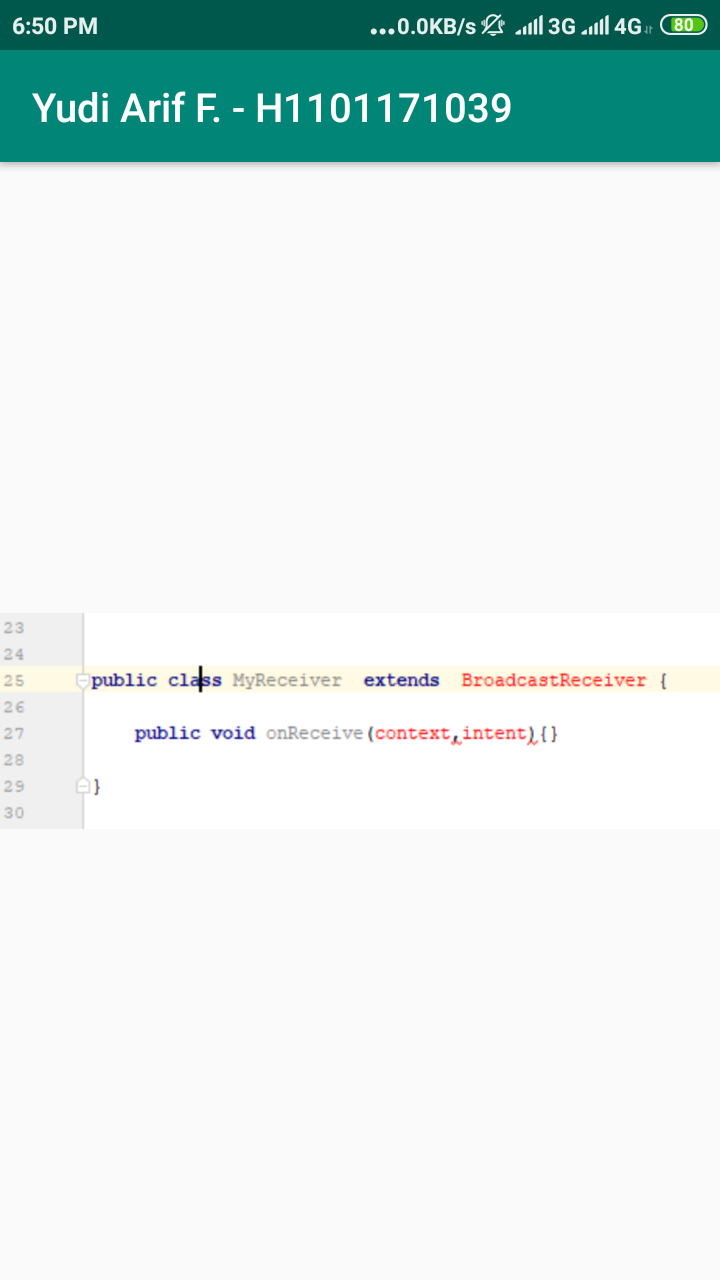 6:50 PM ...0.0KB/s 3G 4G 80
Yudi Arif F. - H1101171039
23
24
25 public class MyReceiver extends BroadcastReceiver {
26
27 public void onReceive(context,intent){}
28
29 }
30